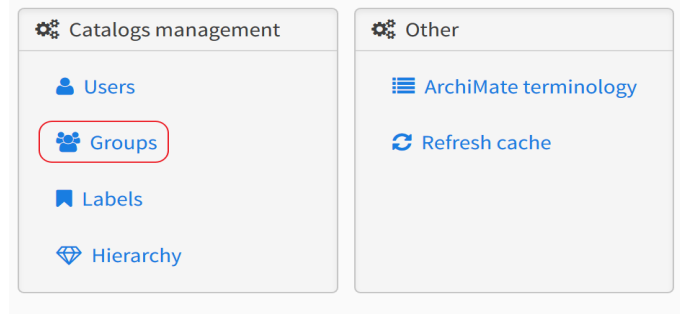 Catalogs management
Users
Groups
Labels
Hierarchy
Other
ArchiMate terminology
Refresh cache